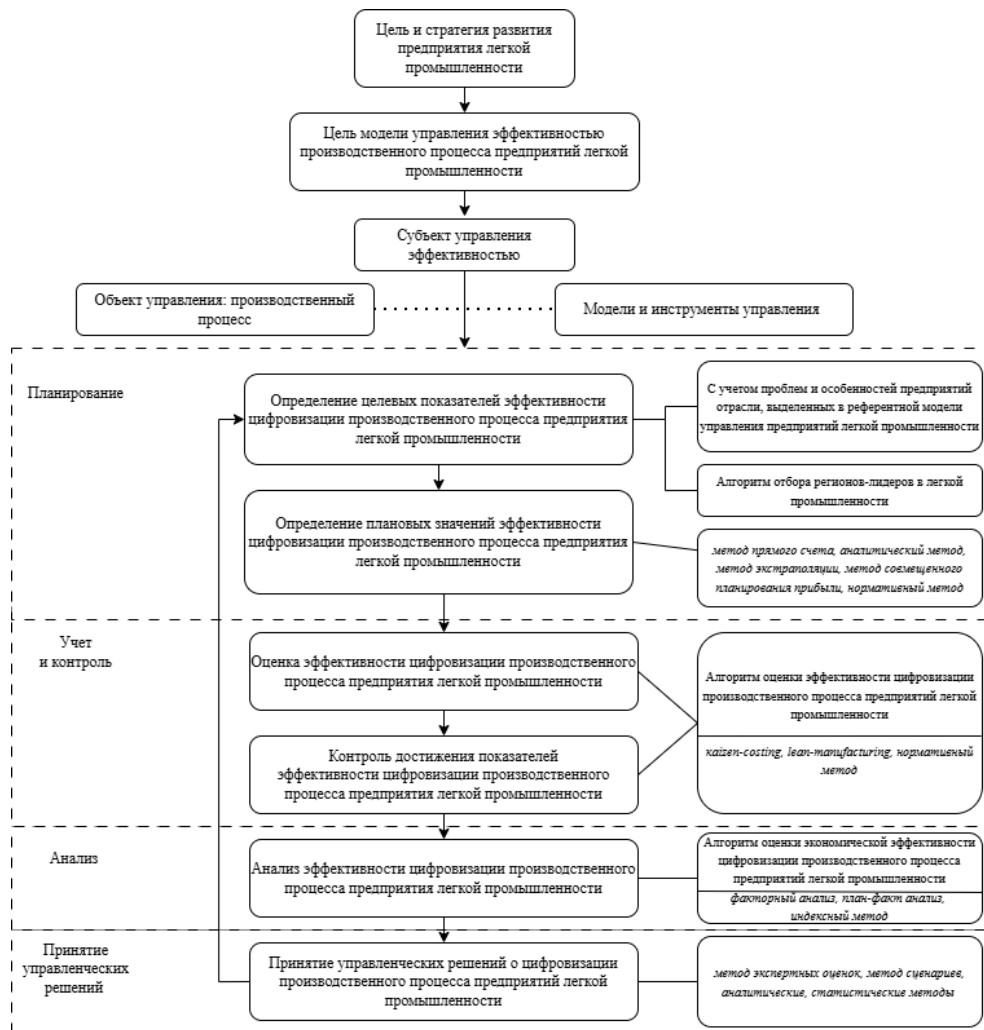 Цель и стратегия развития
предприятия легкой
промышленности
Цель модели управления эффективностью
производственного процесса предприятий легкой
промышленности
Субъект управления
эффективностью
Объект управления: производственный
процесс
Модели и инструменты управления
Планирование
Определение целевых показателей эффективности
цифровизации производственного процесса предприятия
легкой промышленности
С учетом проблем и особенностей предприятий
отрасли, выделенных в референтной модели
управления предприятий легкой промышленности
Алгоритм отбора регионов-лидеров в легкой
промышленности
Определение плановых значений эффективности
цифровизации производственного процесса предприятия
легкой промышленности
метод прямого счета, аналитический метод,
метод экстраполяции, метод совмещенного
планирования прибыли, нормативный метод
Учет
и контроль
Оценка эффективности цифровизации производственного
процесса предприятия легкой промышленности
Контроль достижения показателей
эффективности цифровизации производственного
процесса предприятия легкой промышленности
Алгоритм оценки эффективности цифровизации
производственного процесса предприятий легкой
промышленности
kaizen-costing, lean-manufacturing, нормативный
метод
Анализ
Анализ эффективности цифровизации производственного
процесса предприятия легкой промышленности
Алгоритм оценки экономической эффективности
цифровизации производственного процесса
предприятий легкой промышленности
факторный анализ, план-факт анализ,
индексный метод
Принятие
управленческих
решений
Принятие управленческих решений о цифровизации
производственного процесса предприятий легкой
промышленности
метод экспертных оценок, метод сценариев,
аналитические, статистические методы